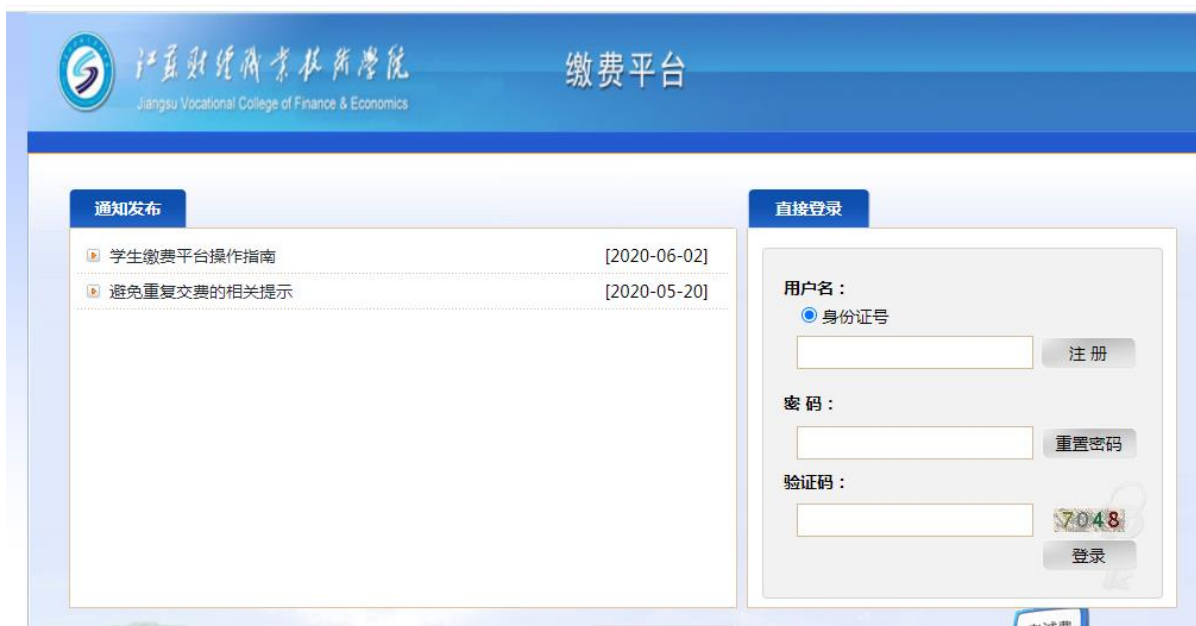 江苏财经职业技术学院
Jiangsu Vocational College of Finance & Economics
缴费平台
通知发布
学生缴费平台操作指南 [2020-06-02]
避免重复交费的相关提示 [2020-05-20]
直接登录
用户名：
身份证号
注 册
密 码：
重置密码
验证码：
7048
登录